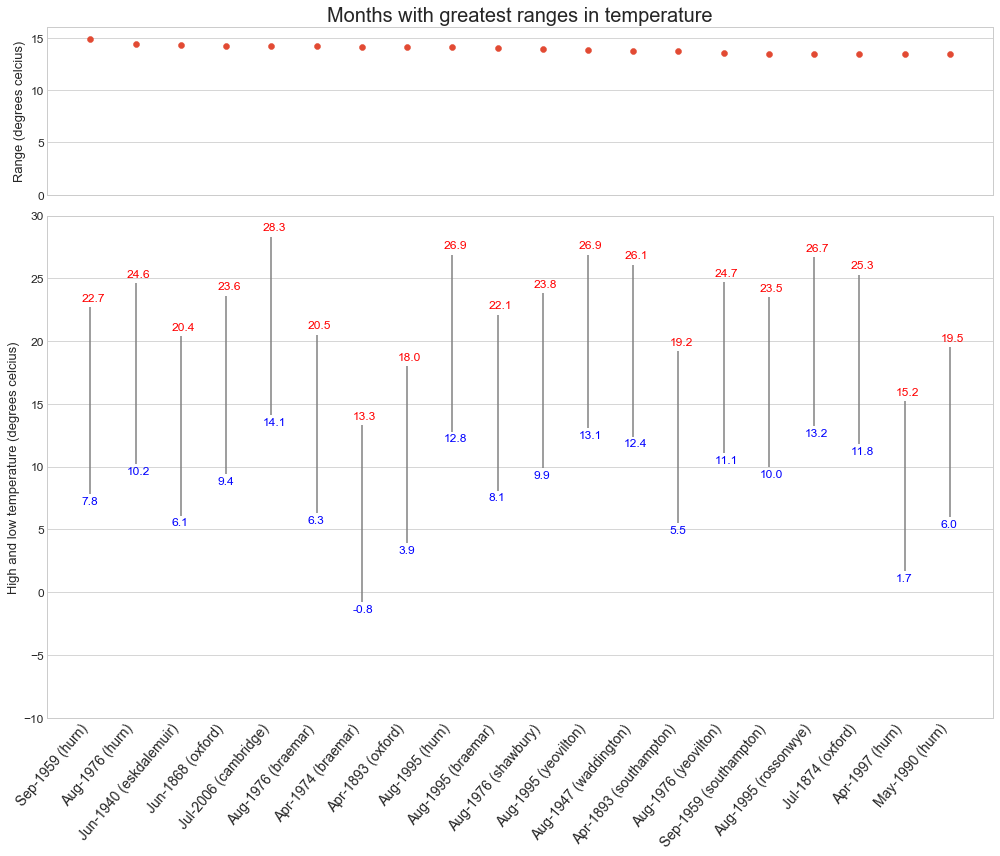 Months with greatest ranges in temperature
Range (degrees celcius)
15
10
5
0
High and low temperature (degrees celcius)
30
25
20
15
10
5
0
−5
−10
22.7
24.6
20.4
23.6
28.3
20.5
13.3
18.0
26.9
22.1
23.8
26.9
26.1
19.2
24.7
23.5
26.7
25.3
15.2
19.5
7.8
10.2
6.1
9.4
14.1
6.3
-0.8
3.9
12.8
8.1
9.9
13.1
12.4
5.5
11.1
10.0
13.2
11.8
1.7
6.0
Sep-1959 (hurn)
Aug-1976 (hurn)
Jun-1940 (eskdalemuir)
Jun-1868 (oxford)
Jul-2006 (cambridge)
Aug-1976 (braemar)
Apr-1974 (braemar)
Apr-1893 (oxford)
Aug-1995 (hurn)
Aug-1995 (braemar)
Aug-1976 (shawbury)
Aug-1995 (yeovilton)
Aug-1947 (waddington)
Apr-1893 (southampton)
Aug-1976 (yeovilton)
Sep-1959 (southampton)
Aug-1995 (rossonwye)
Jul-1874 (oxford)
Apr-1997 (hurn)
May-1990 (hurn)